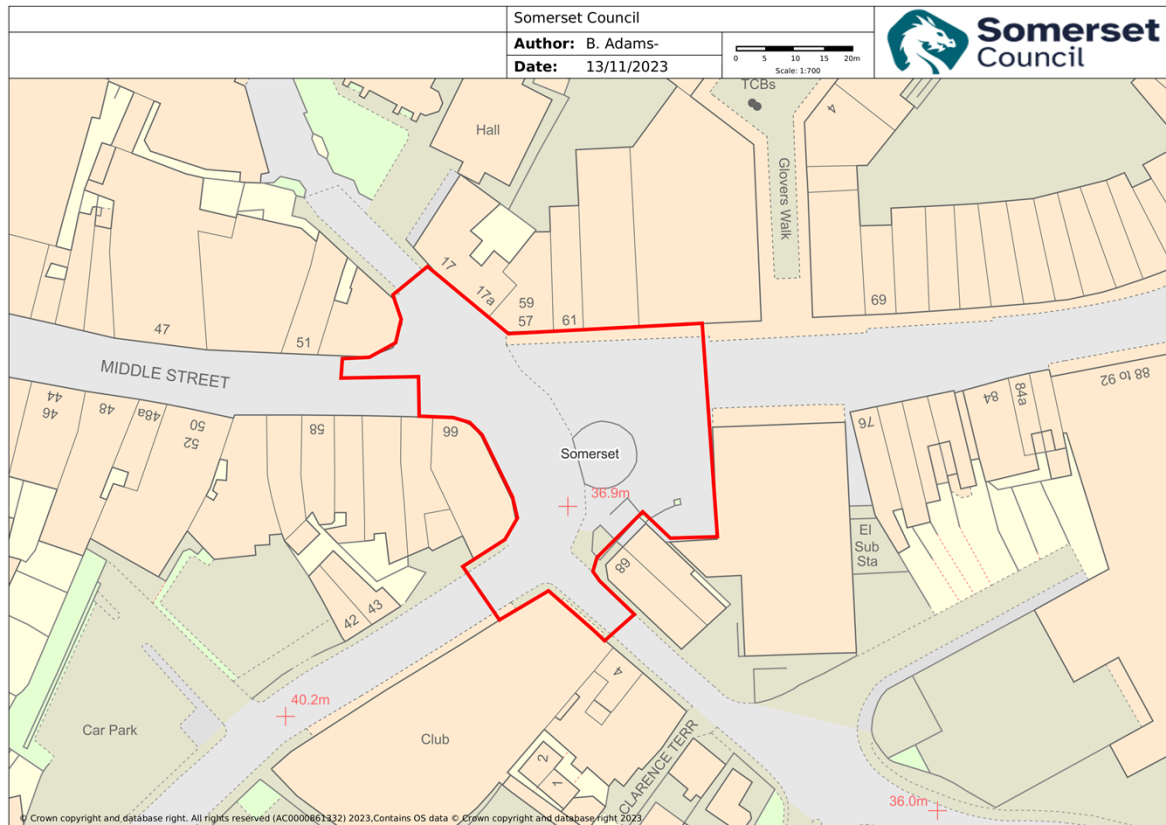 Somerset Council
Author: B. Adams-
Date: 13/11/2023
0 5 10 15 20m
Scale: 1:700
Somerset
Council
TCBs
4
Hall
Glovers Walk
17
17a
59
57
61
69
47
51
MIDDLE STREET
88 to 92
44
46
48
48a
50
52
58
66
76
84
84a
Somerset
36.9m
El
Sub
Sta
68
42
43
4
40.2m
Car Park
Club
2
1
CLARENCE TERR
36.0m
© Crown copyright and database right. All rights reserved (AC0000861332) 2023,Contains OS data © Crown copyright and database right 2023